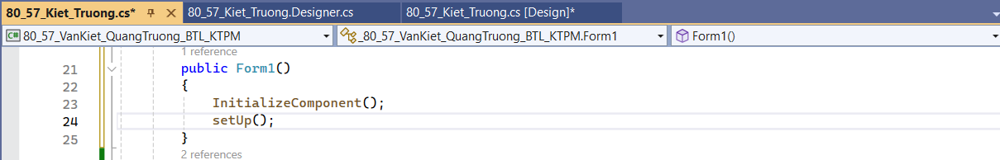 80_57_Kiet_Truong.cs* 80_57_Kiet_Truong.Designer.cs 80_57_Kiet_Truong.cs [Design]*
C# 80_57_VanKiet_QuangTruong_BTL_KTPM _80_57_VanKiet_QuangTruong_BTL_KTPM.Form1 Form1()
1 reference
21 public Form1()
22 {
23 InitializeComponent();
24 setUp();
25 }
2 references